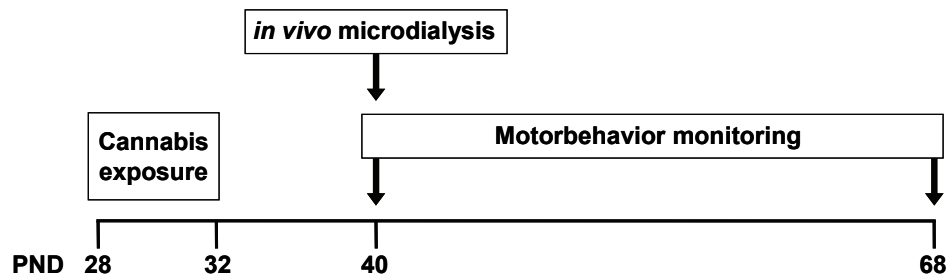 in vivo microdialysis
Cannabis
exposure
Motorbehavior monitoring
PND 28 32 40 68